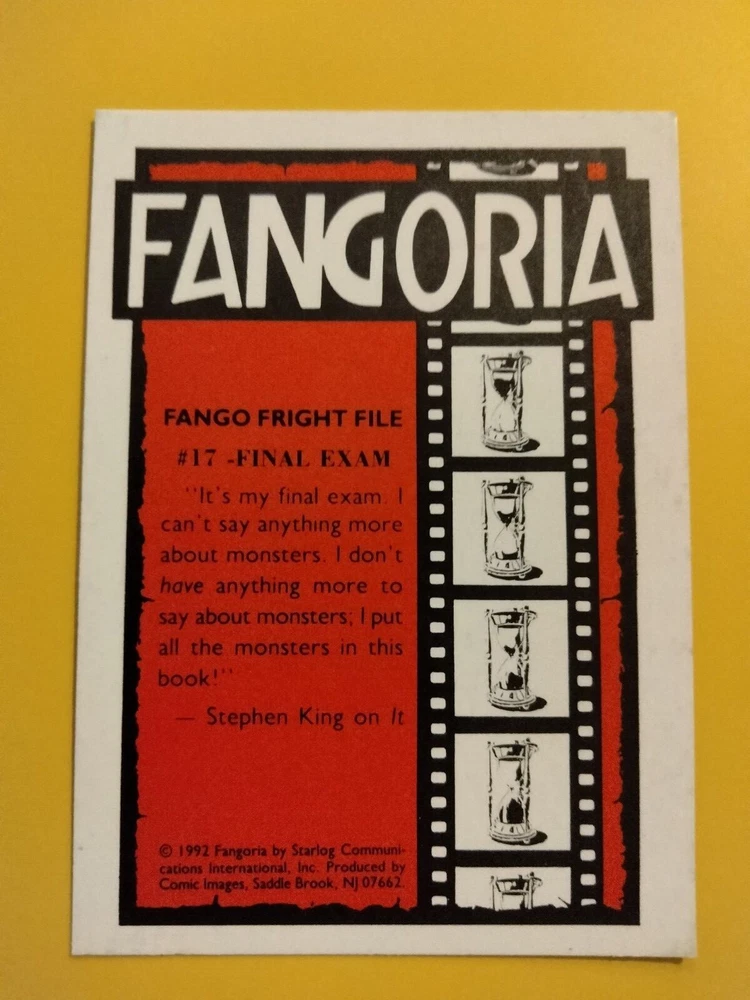 FANGORIA
FANGO FRIGHT FILE
#17 -FINAL EXAM
"It's my final exam. I
can't say anything more
about monsters. I don't
have anything more to
say about monsters; I put
all the monsters in this
book!"
— Stephen King on It
© 1992 Fangoria by Starlog Communi-
cations International, Inc. Produced by
Comic Images, Saddle Brook, NJ 07662.